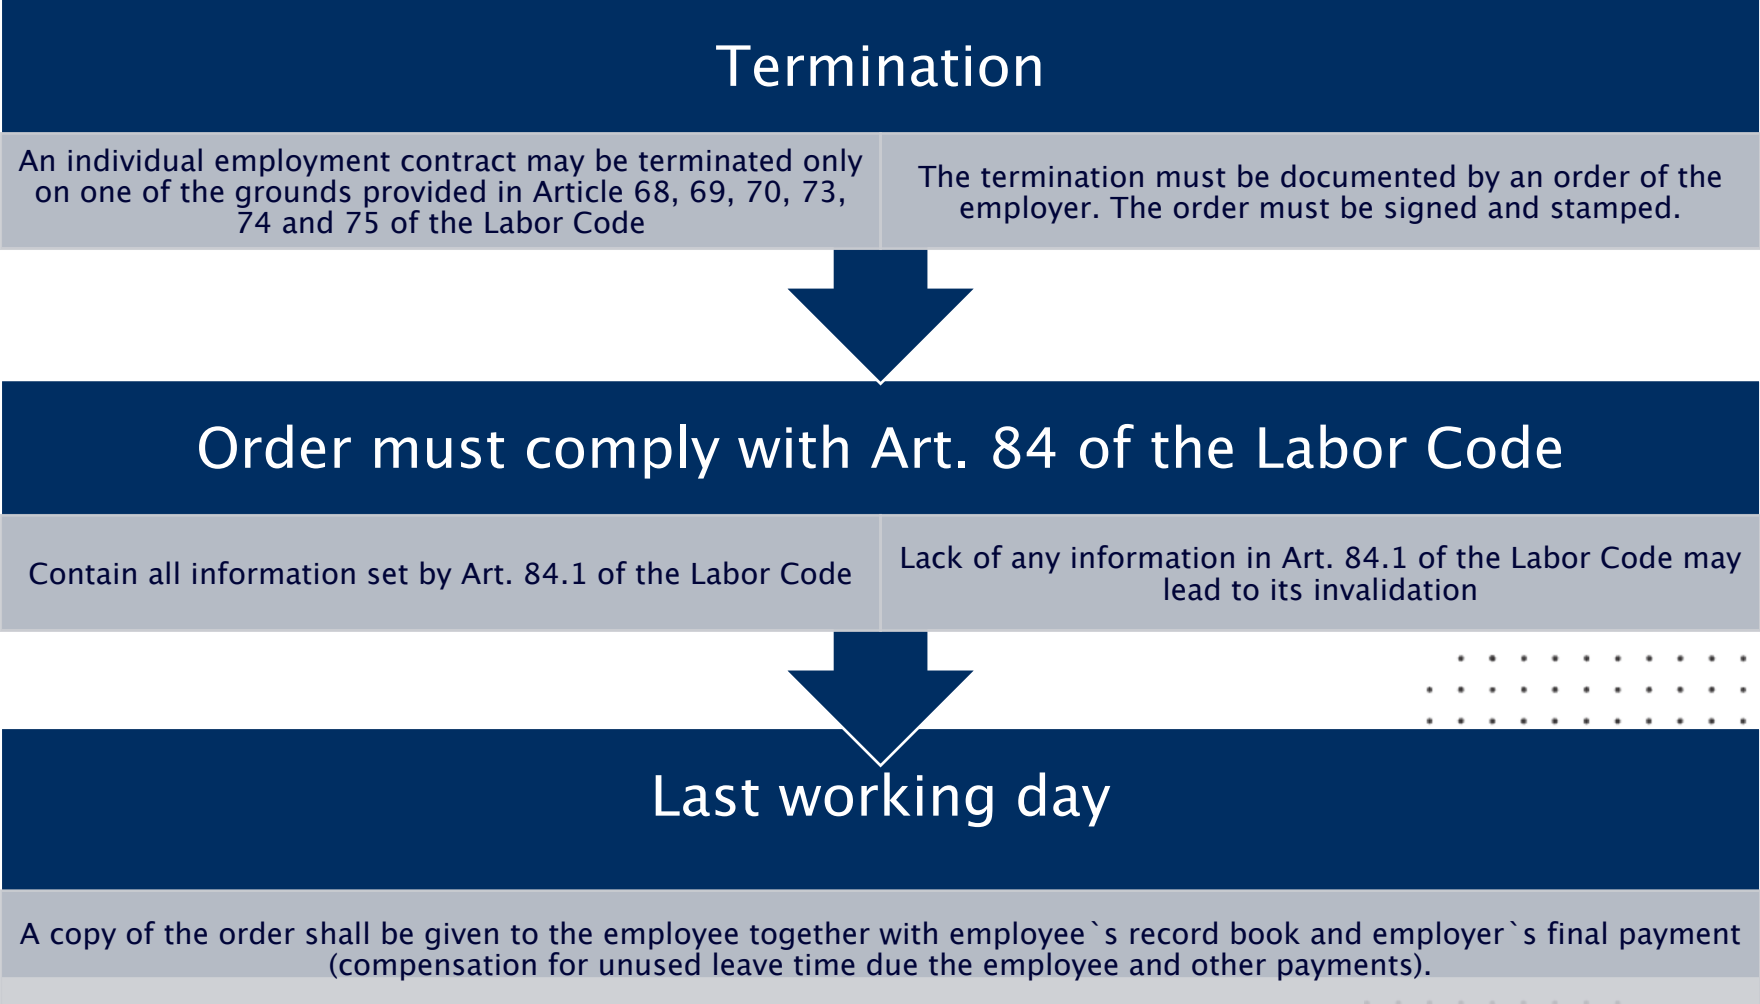 Termination
An individual employment contract may be terminated only
on one of the grounds provided in Article 68, 69, 70, 73,
74 and 75 of the Labor Code
The termination must be documented by an order of the
employer. The order must be signed and stamped.
Order must comply with Art. 84 of the Labor Code
Contain all information set by Art. 84.1 of the Labor Code
Lack of any information in Art. 84.1 of the Labor Code may
lead to its invalidation
Last working day
A copy of the order shall be given to the employee together with employee`s record book and employer`s final payment
(compensation for unused leave time due the employee and other payments).